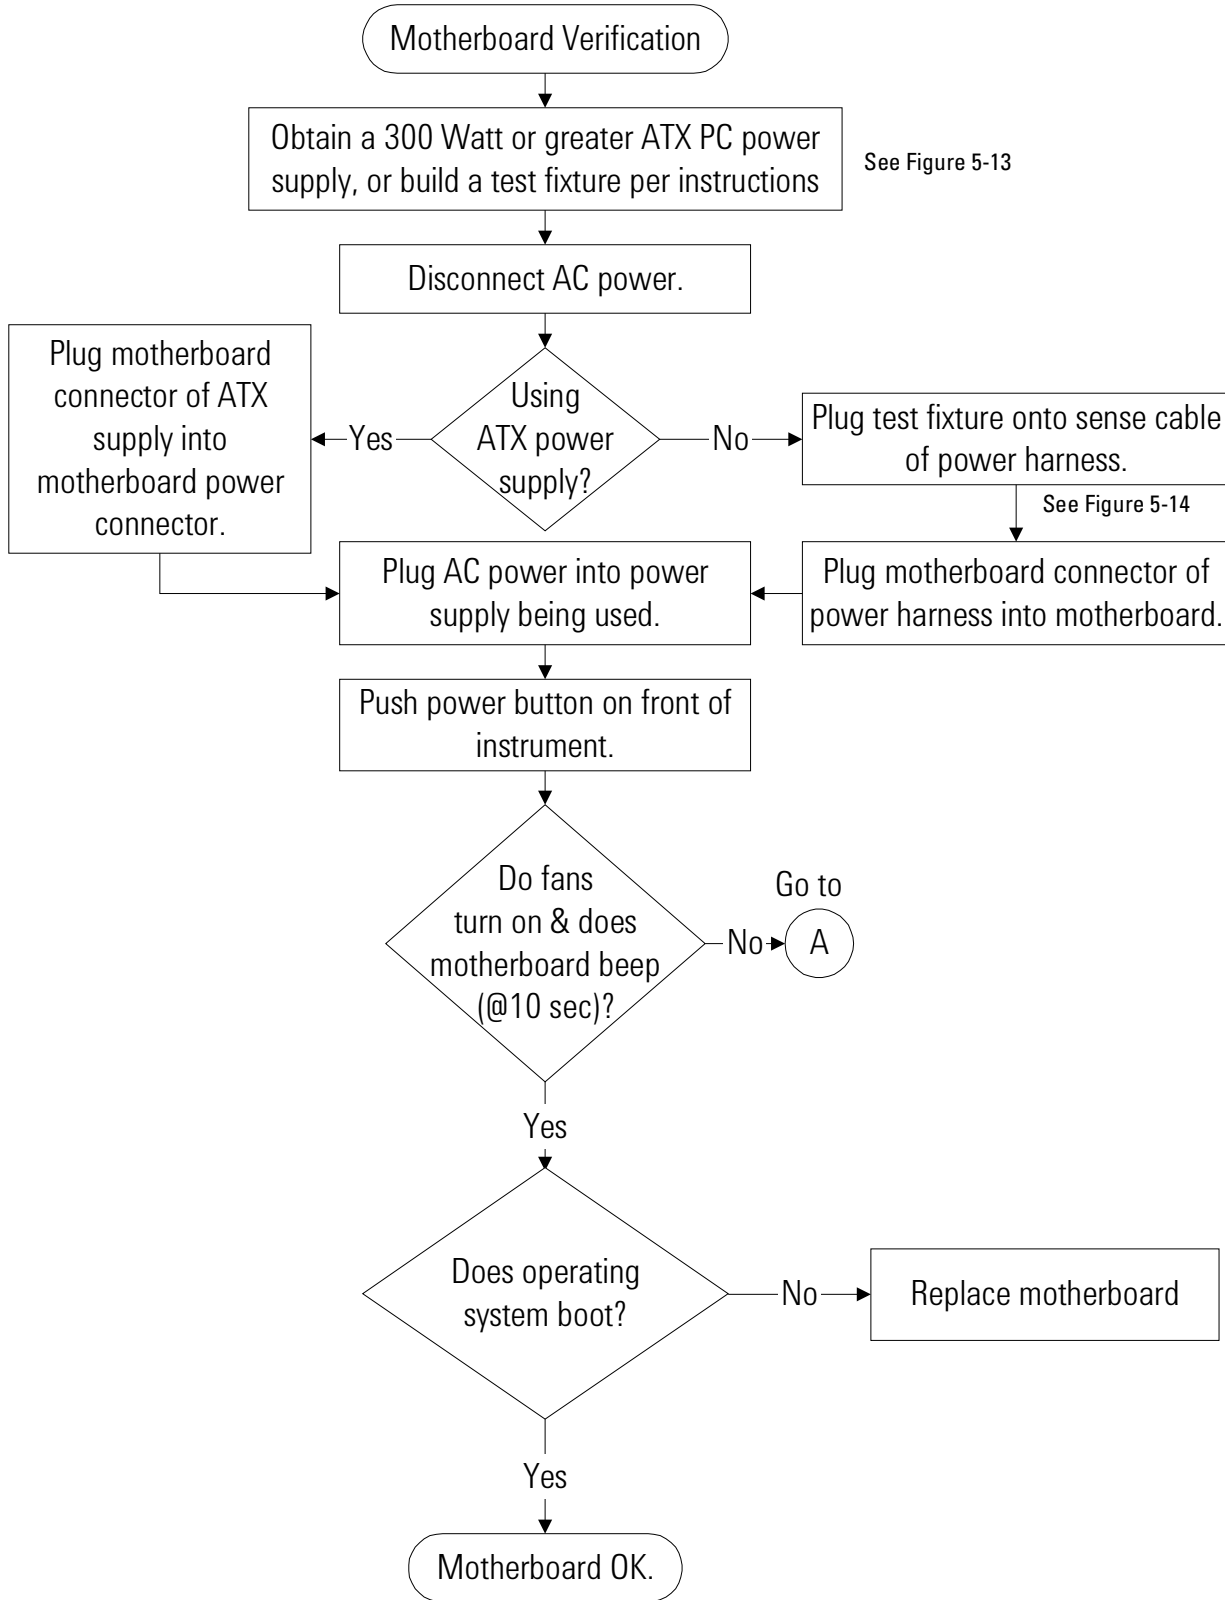 Motherboard Verification
Obtain a 300 Watt or greater ATX PC power
supply, or build a test fixture per instructions
See Figure 5-13
Disconnect AC power.
Plug motherboard
connector of ATX
supply into
motherboard power
connector.
Yes
Using
ATX power
supply?
No
Plug test fixture onto sense cable
of power harness.
See Figure 5-14
Plug AC power into power
supply being used.
Plug motherboard connector of
power harness into motherboard.
Push power button on front of
instrument.
Do fans
turn on & does
motherboard beep
(@10 sec)?
No
Go to
A
Yes
Does operating
system boot?
No
Replace motherboard
Yes
Motherboard OK.